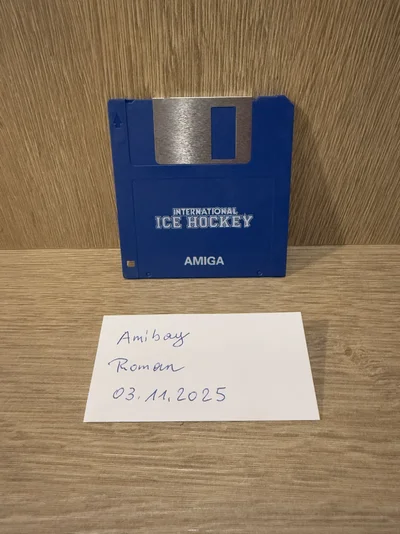 INTERNATIONAL
ICE HOCKEY
AMIGA
Amibay
Roman
03.11.2025